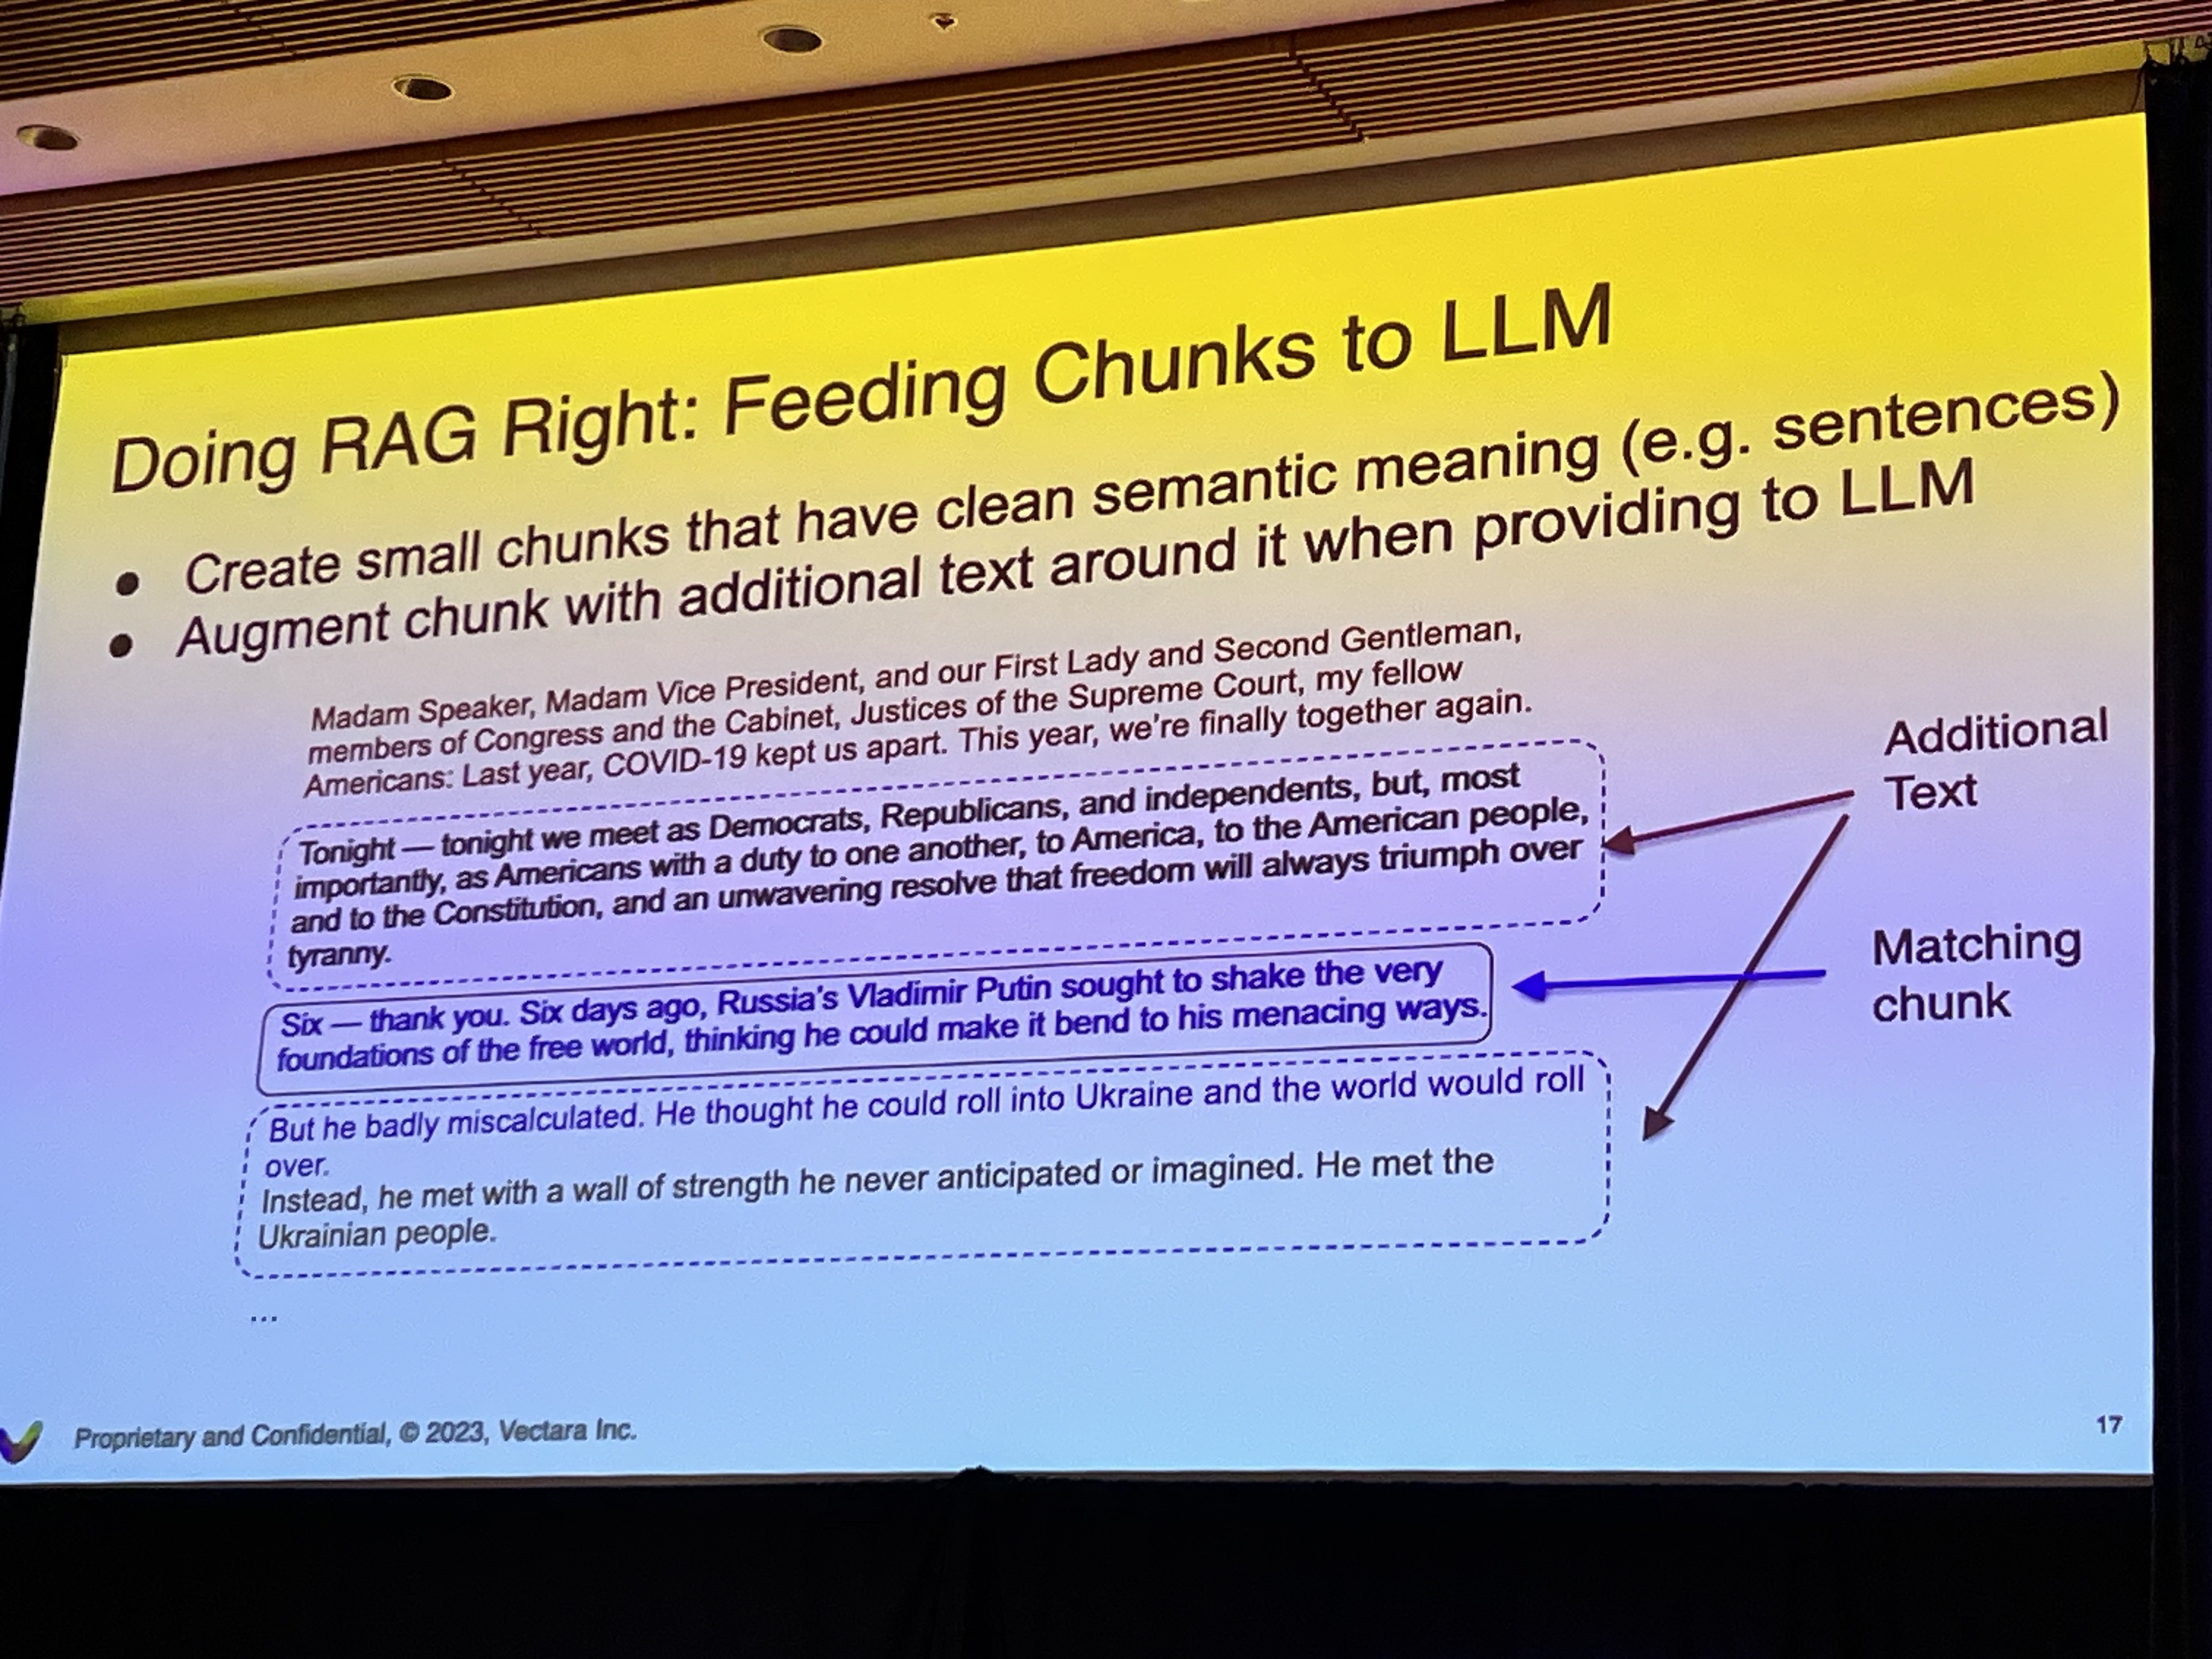 Doing RAG Right: Feeding Chunks to LLM
● Create small chunks that have clean semantic meaning (e.g. sentences)
● Augment chunk with additional text around it when providing to LLM
Madam Speaker, Madam Vice President, and our First Lady and Second Gentleman,
members of Congress and the Cabinet, Justices of the Supreme Court, my fellow
Americans: Last year, COVID-19 kept us apart. This year, we're finally together again.
Tonight — tonight we meet as Democrats, Republicans, and independents, but, most
importantly, as Americans with a duty to one another, to America, to the American people,
and to the Constitution, and an unwavering resolve that freedom will always triumph over
tyranny.
Additional
Text
Six — thank you. Six days ago, Russia's Vladimir Putin sought to shake the very
foundations of the free world, thinking he could make it bend to his menacing ways.
Matching
chunk
But he badly miscalculated. He thought he could roll into Ukraine and the world would roll
over.
Instead, he met with a wall of strength he never anticipated or imagined. He met the
Ukrainian people.
...
Proprietary and Confidential, © 2023, Vectara Inc.
17